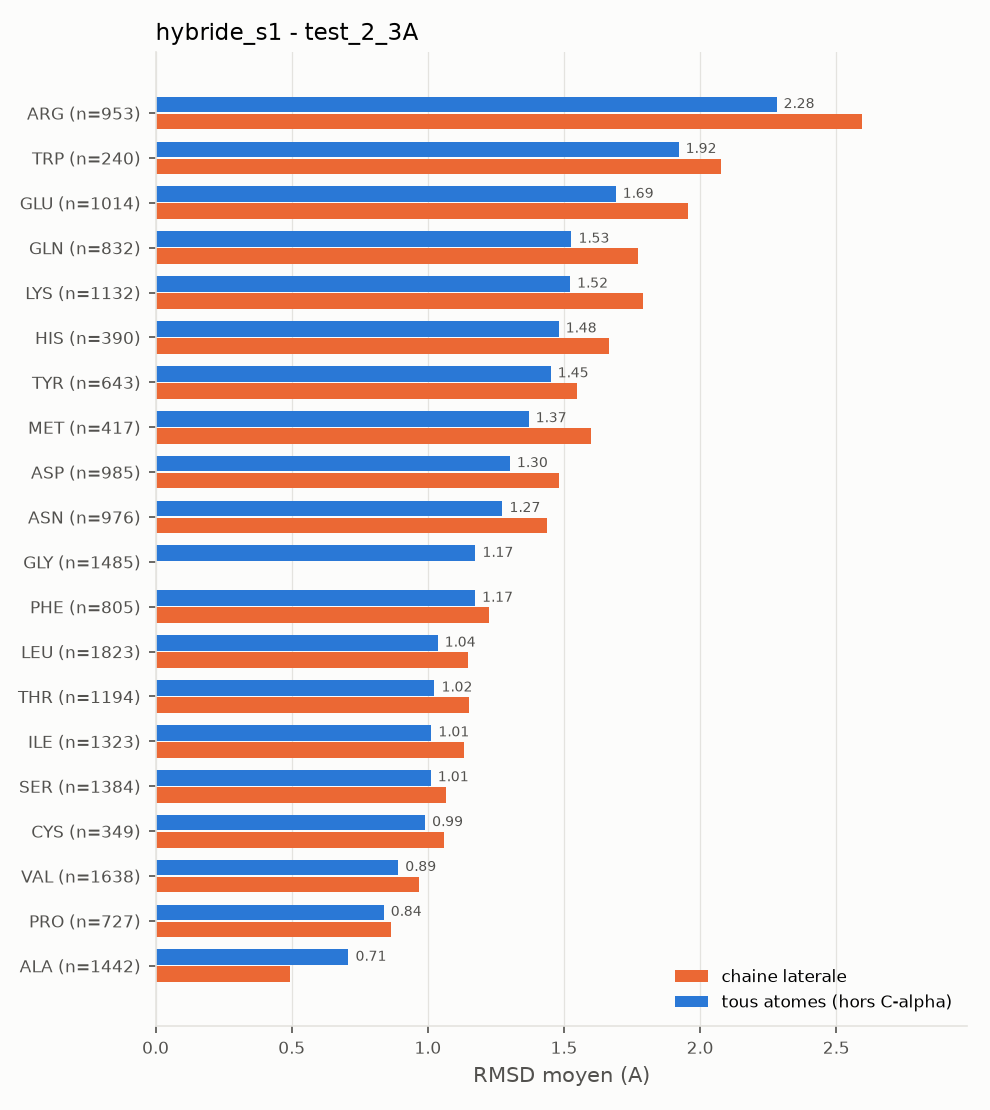 hybride_s1 - test_2_3A
ARG (n=953) 2.28
TRP (n=240) 1.92
GLU (n=1014) 1.69
GLN (n=832) 1.53
LYS (n=1132) 1.52
HIS (n=390) 1.48
TYR (n=643) 1.45
MET (n=417) 1.37
ASP (n=985) 1.30
ASN (n=976) 1.27
GLY (n=1485) 1.17
PHE (n=805) 1.17
LEU (n=1823) 1.04
THR (n=1194) 1.02
ILE (n=1323) 1.01
SER (n=1384) 1.01
CYS (n=349) 0.99
VAL (n=1638) 0.89
PRO (n=727) 0.84
ALA (n=1442) 0.71
chaine laterale
tous atomes (hors C-alpha)
0.0 0.5 1.0 1.5 2.0 2.5
RMSD moyen (A)